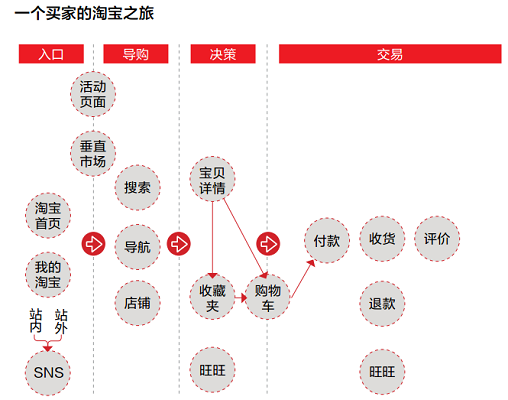 一个买家的淘宝之旅
入口
导购
决策
交易
活动
页面
垂直
市场
淘宝
首页
我的
淘宝
站内
站外
SNS
搜索
导航
店铺
宝贝
详情
收藏
夹
购物
车
旺旺
付款
收货
评价
退款
旺旺